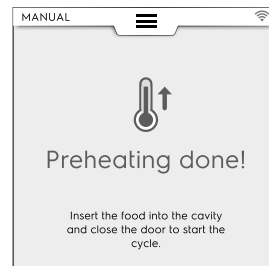 MANUAL
Preheating done!
Insert the food into the cavity
and close the door to start the
cycle.